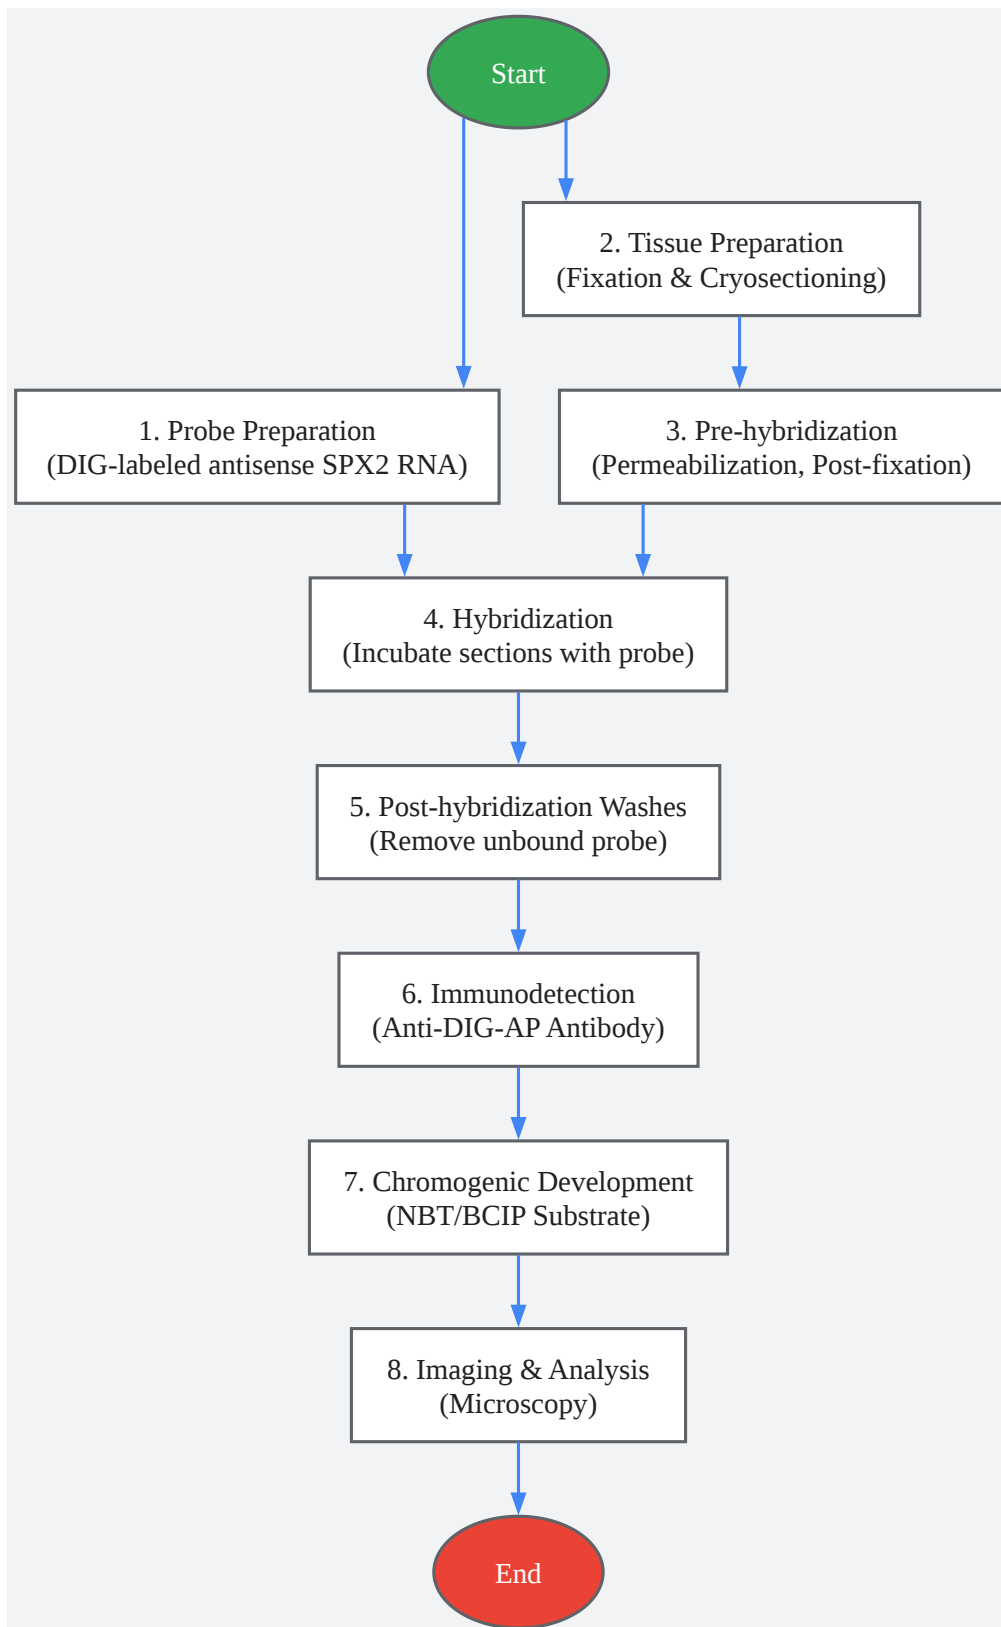 Start
2. Tissue Preparation
(Fixation & Cryosectioning)
1. Probe Preparation
(DIG-labeled antisense SPX2 RNA)
3. Pre-hybridization
(Permeabilization, Post-fixation)
4. Hybridization
(Incubate sections with probe)
5. Post-hybridization Washes
(Remove unbound probe)
6. Immunodetection
(Anti-DIG-AP Antibody)
7. Chromogenic Development
(NBT/BCIP Substrate)
8. Imaging & Analysis
(Microscopy)
End